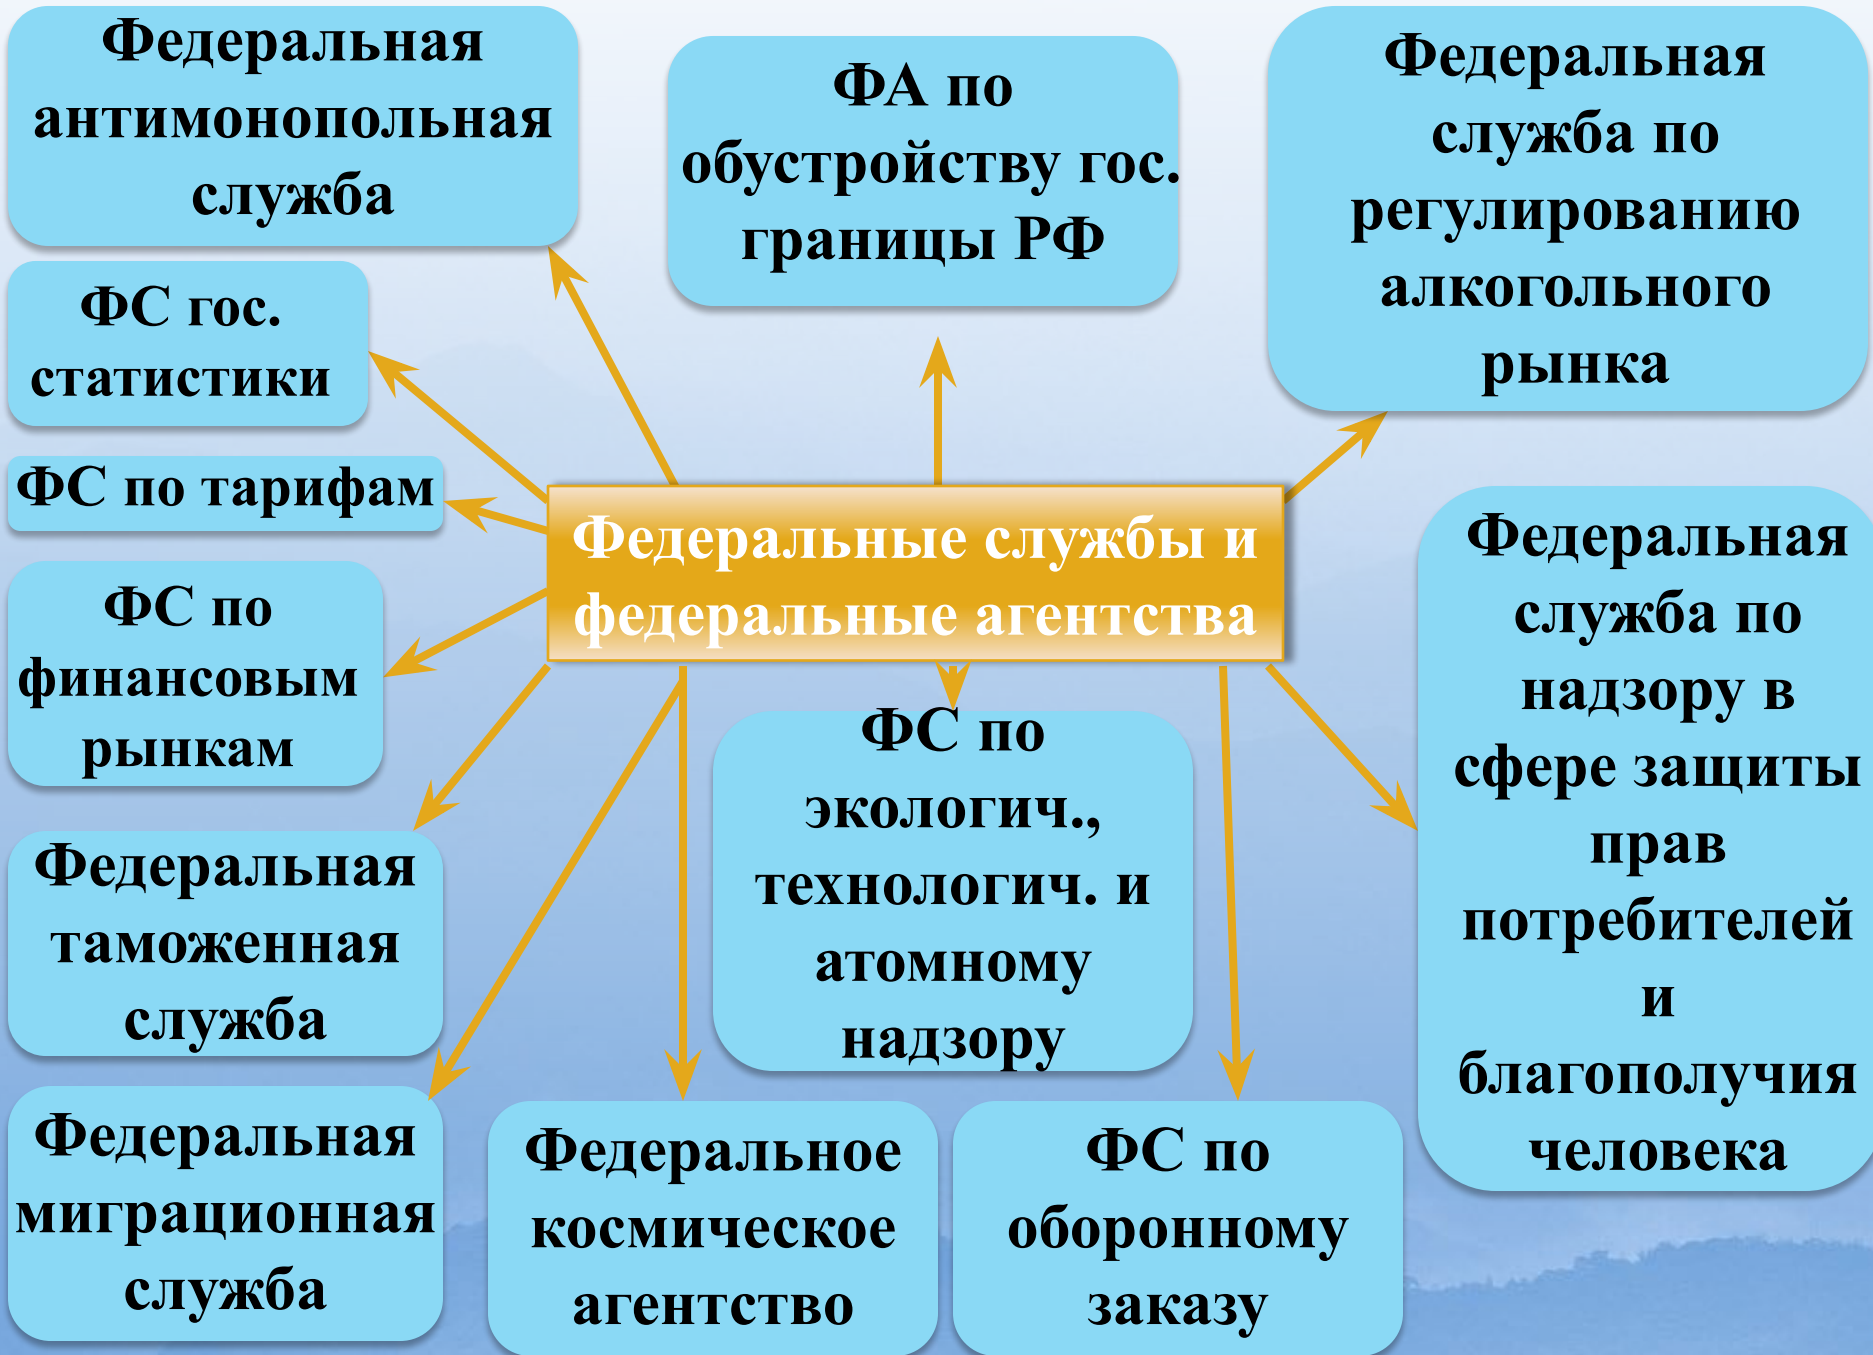 Федеральная
антимонопольная
служба
ФА по
обустройству гос.
границы РФ
Федеральная
служба по
регулированию
алкогольного
рынка
ФС гос.
статистики
ФС по тарифам
Федеральные службы и
федеральные агентства
ФС по
финансовым
рынкам
Федеральная
служба по
надзору в
сфере защиты
прав
потребителей
и
благополучия
человека
ФС по
экологич.,
технологич. и
атомному
надзору
Федеральная
таможенная
служба
Федеральная
миграционная
служба
Федеральное
космическое
агентство
ФС по
оборонному
заказу